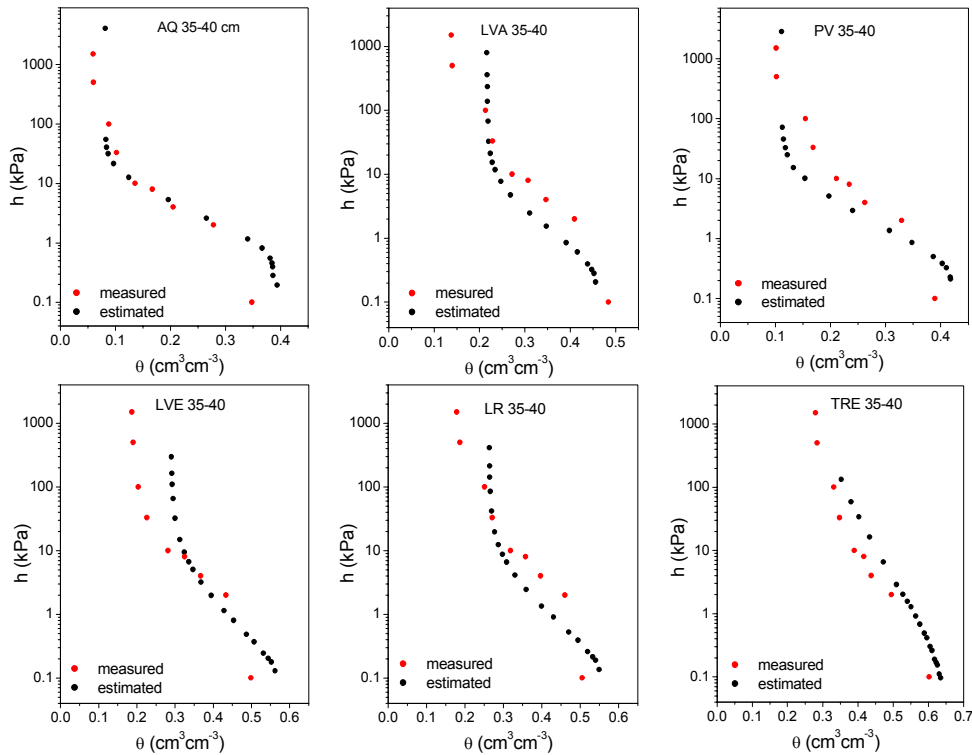 AQ 35-40 cm
1000
100
10
1
0.1
h (kPa)
measured
estimated
0.0 0.1 0.2 0.3 0.4
θ (cm³cm⁻³)
LVA 35-40
1000
100
10
1
0.1
h (kPa)
mesured
estimated
0.0 0.1 0.2 0.3 0.4 0.5
θ (cm³cm⁻³)
PV 35-40
1000
100
10
1
0.1
h (kPa)
measured
estimated
0.0 0.1 0.2 0.3 0.4
θ (cm³cm⁻³)
LVE 35-40
1000
100
10
1
0.1
h (kPa)
measured
estimated
0.0 0.1 0.2 0.3 0.4 0.5 0.6
θ (cm³cm⁻³)
LR 35-40
1000
100
10
1
0.1
h (kPa)
measured
estimated
0.0 0.1 0.2 0.3 0.4 0.5 0.6
θ (cm³cm⁻³)
TRE 35-40
1000
100
10
1
0.1
h (kPa)
measured
estimated
0.0 0.1 0.2 0.3 0.4 0.5 0.6 0.7
θ (cm³cm⁻³)